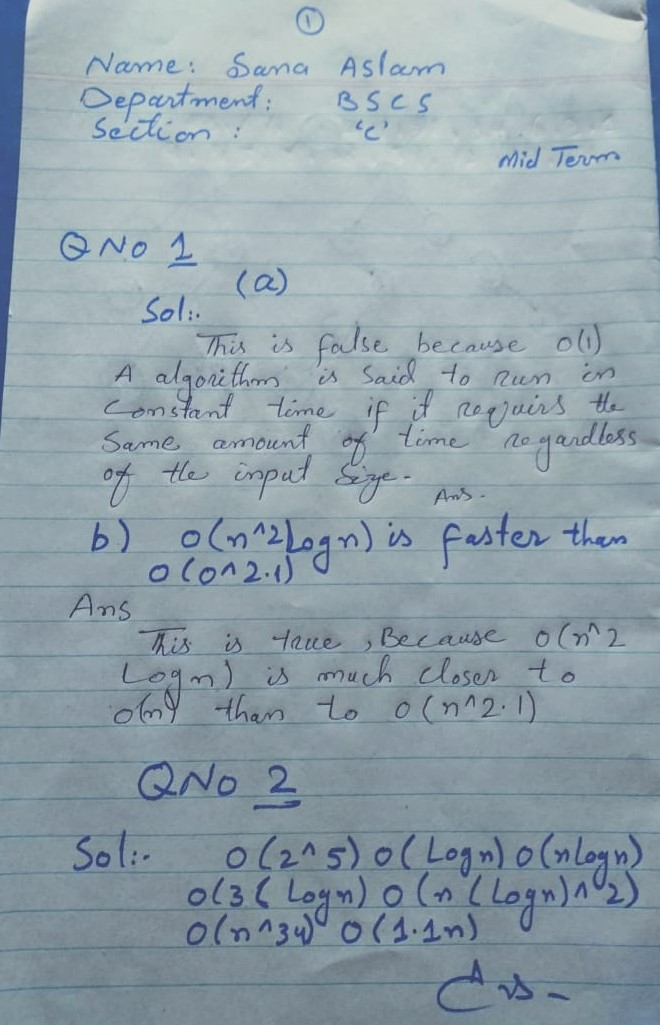 1
Name: Sana Aslam
Department: BSCS
Section: 'C'
Mid Term
Q No 1
(a)
Sol:.
This is false because O(1)
A algorithm is Said to run in
Constant time if it requirs the
Same amount of time regardless
of the input Size.
Ans.
b) O(n^2Logn) is faster than
O(0^2.1)
Ans
This is true, Because O(n^2
Logn) is much closer to
O(n) than to O(n^2.1)
Q No 2
Sol:- O(2^5) O(Logn) O(nlogn)
O(3(Logn) O(n(Logn)^2)
O(n^34) O(1.1n)